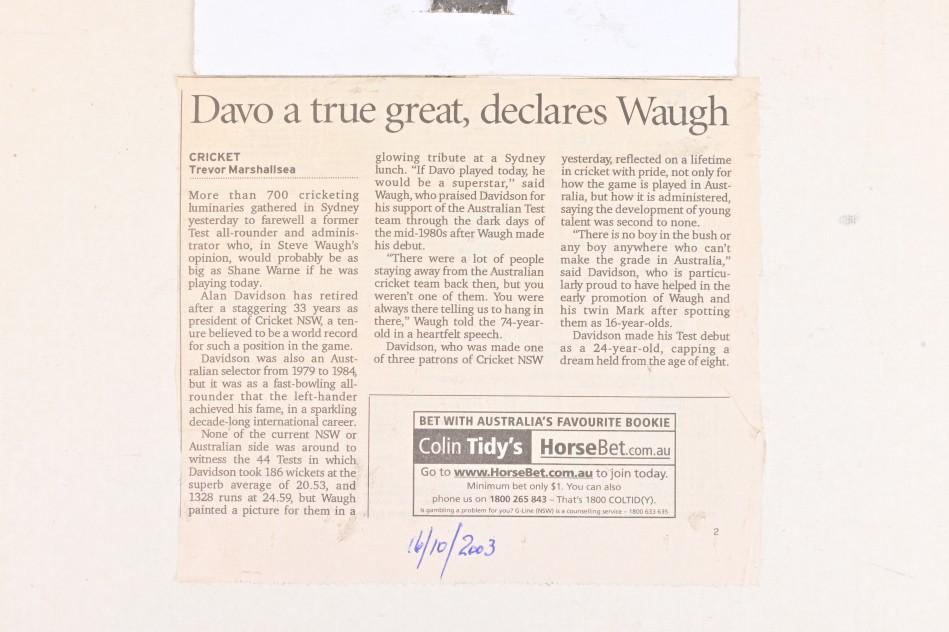 Davo a true great, declares Waugh
CRICKET
Trevor Marshallsea
More than 700 cricketing
luminaries gathered in Sydney
yesterday to farewell a former
Test all-rounder and adminis-
trator who, in Steve Waugh's
opinion, would probably be as
big as Shane Warne if he was
playing today.
Alan Davidson has retired
after a staggering 33 years as
president of Cricket NSW, a ten-
ure believed to be a world record
for such a position in the game.
Davidson was also an Aust-
ralian selector from 1979 to 1984,
but it was as a fast-bowling all-
rounder that the left-hander
achieved his fame, in a sparkling
decade-long international career.
None of the current NSW or
Australian side was around to
witness the 44 Tests in which
Davidson took 186 wickets at the
superb average of 20.53, and
1328 runs at 24.59, but Waugh
painted a picture for them in a
glowing tribute at a Sydney
lunch. "If Davo played today, he
would be a superstar," said
Waugh, who praised Davidson for
his support of the Australian Test
team through the dark days of
the mid-1980s after Waugh made
his debut.
"There were a lot of people
staying away from the Australian
cricket team back then, but you
weren't one of them. You were
always there telling us to hang in
there," Waugh told the 74-year-
old in a heartfelt speech.
Davidson, who was made one
of three patrons of Cricket NSW
yesterday, reflected on a lifetime
in cricket with pride, not only for
how the game is played in Aust-
ralia, but how it is administered,
saying the development of young
talent was second to none.
"There is no boy in the bush or
any boy anywhere who can't
make the grade in Australia,"
said Davidson, who is particu-
larly proud to have helped in the
early promotion of Waugh and
his twin Mark after spotting
them as 16-year-olds.
Davidson made his Test debut
as a 24-year-old, capping a
dream held from the age of eight.
BET WITH AUSTRALIA'S FAVOURITE BOOKIE
Colin Tidy's HorseBet.com.au
Go to www.HorseBet.com.au to join today.
Minimum bet only $1. You can also
phone us on 1800 265 843 – That's 1800 COLTID(Y).
Is gambling a problem for you? G-Line (NSW) is a counselling service – 1800 633 635
2
16/10/2003